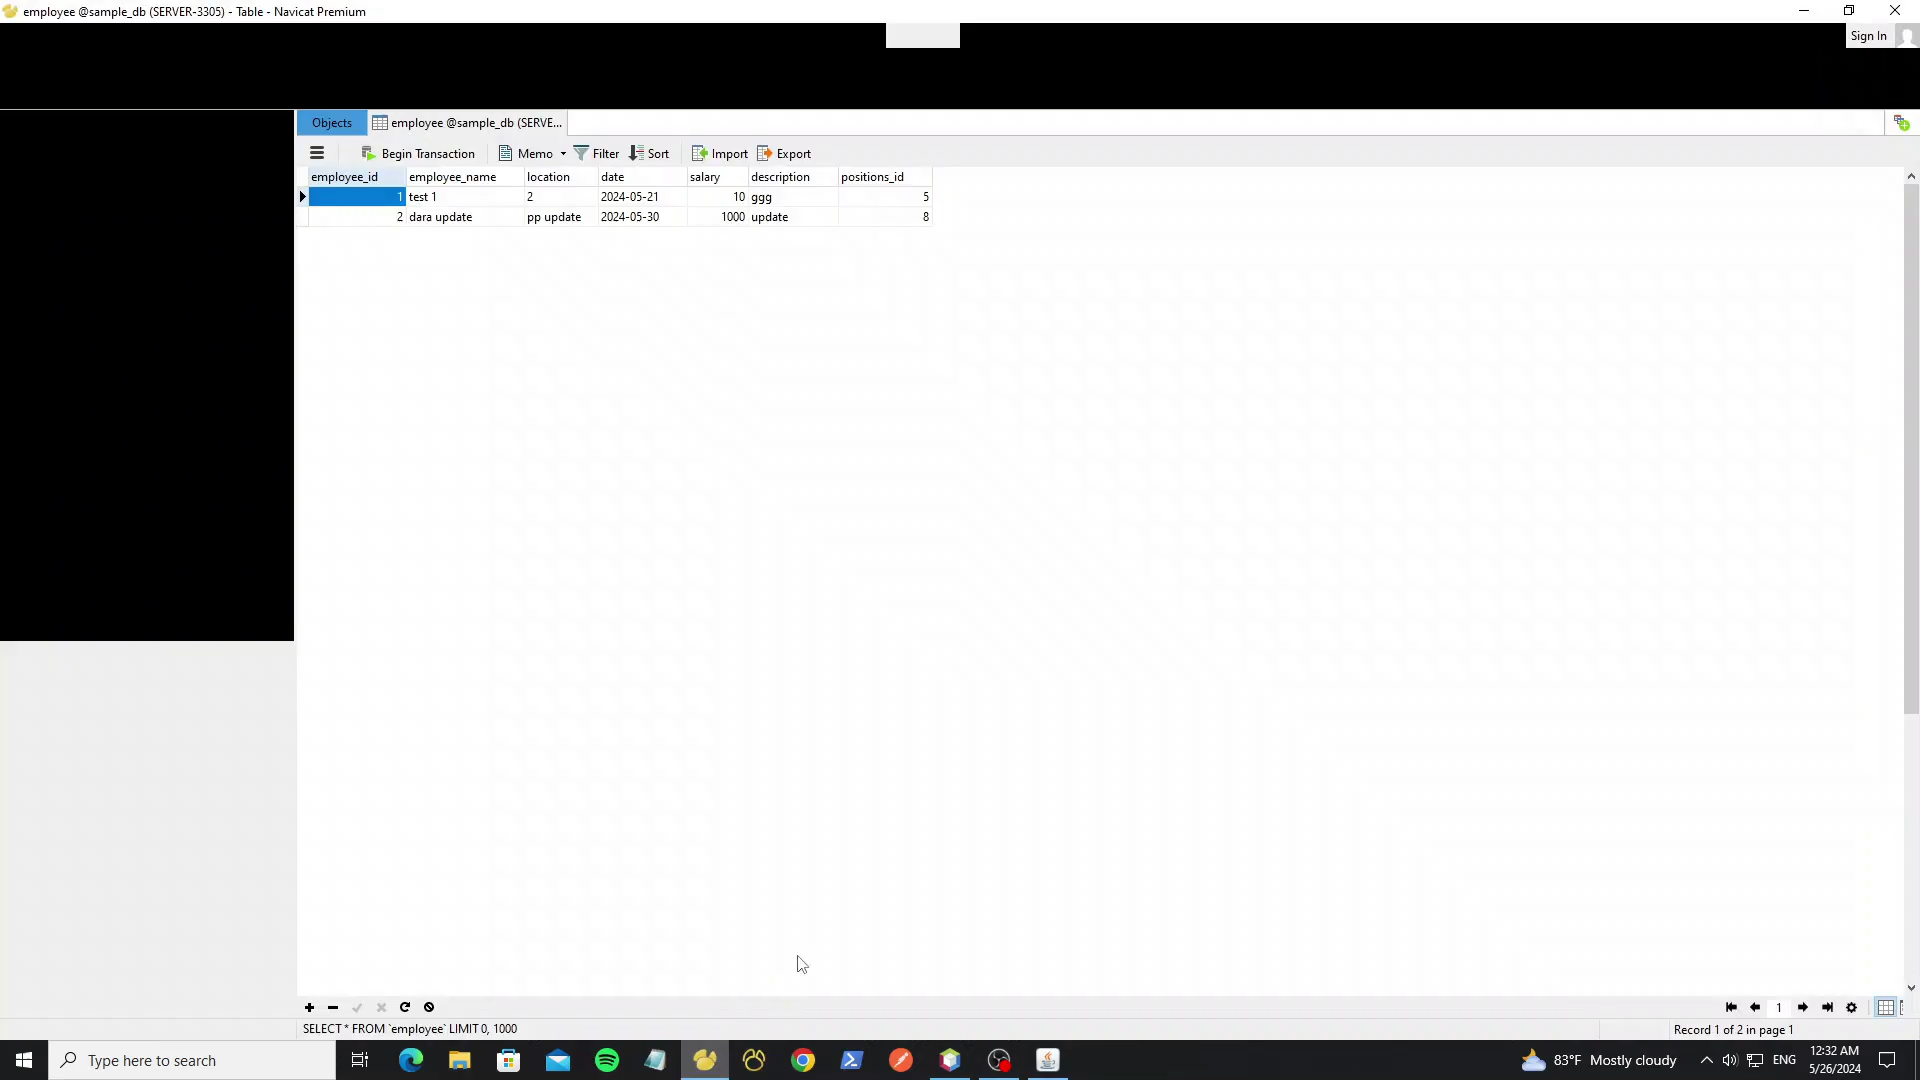 employee @sample_db (SERVER-3305) - Table - Navicat Premium
Sign In
Objects employee @sample_db (SERVE...
Begin Transaction Memo Filter Sort Import Export
employee_id employee_name location date salary description positions_id
1 test 1 2 2024-05-21 10 ggg 5
2 dara update pp update 2024-05-30 1000 update 8
1
SELECT * FROM `employee` LIMIT 0, 1000 Record 1 of 2 in page 1
Type here to search 83°F Mostly cloudy ENG 12:32 AM
5/26/2024